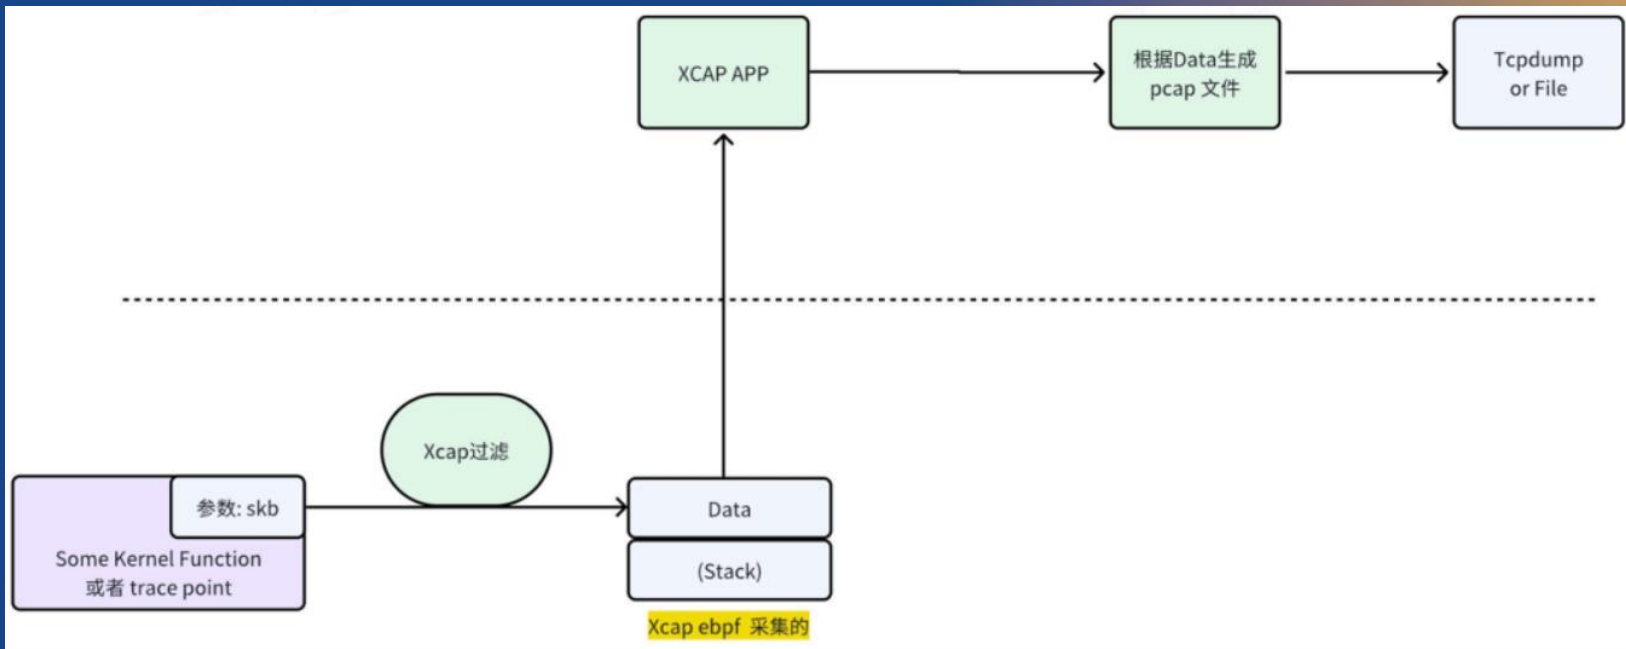 XCAP APP
根据Data生成
pcap 文件
Tcpdump
or File
Xcap过滤
参数: skb
Some Kernel Function
或者 trace point
Data
(Stack)
Xcap ebpf 采集的